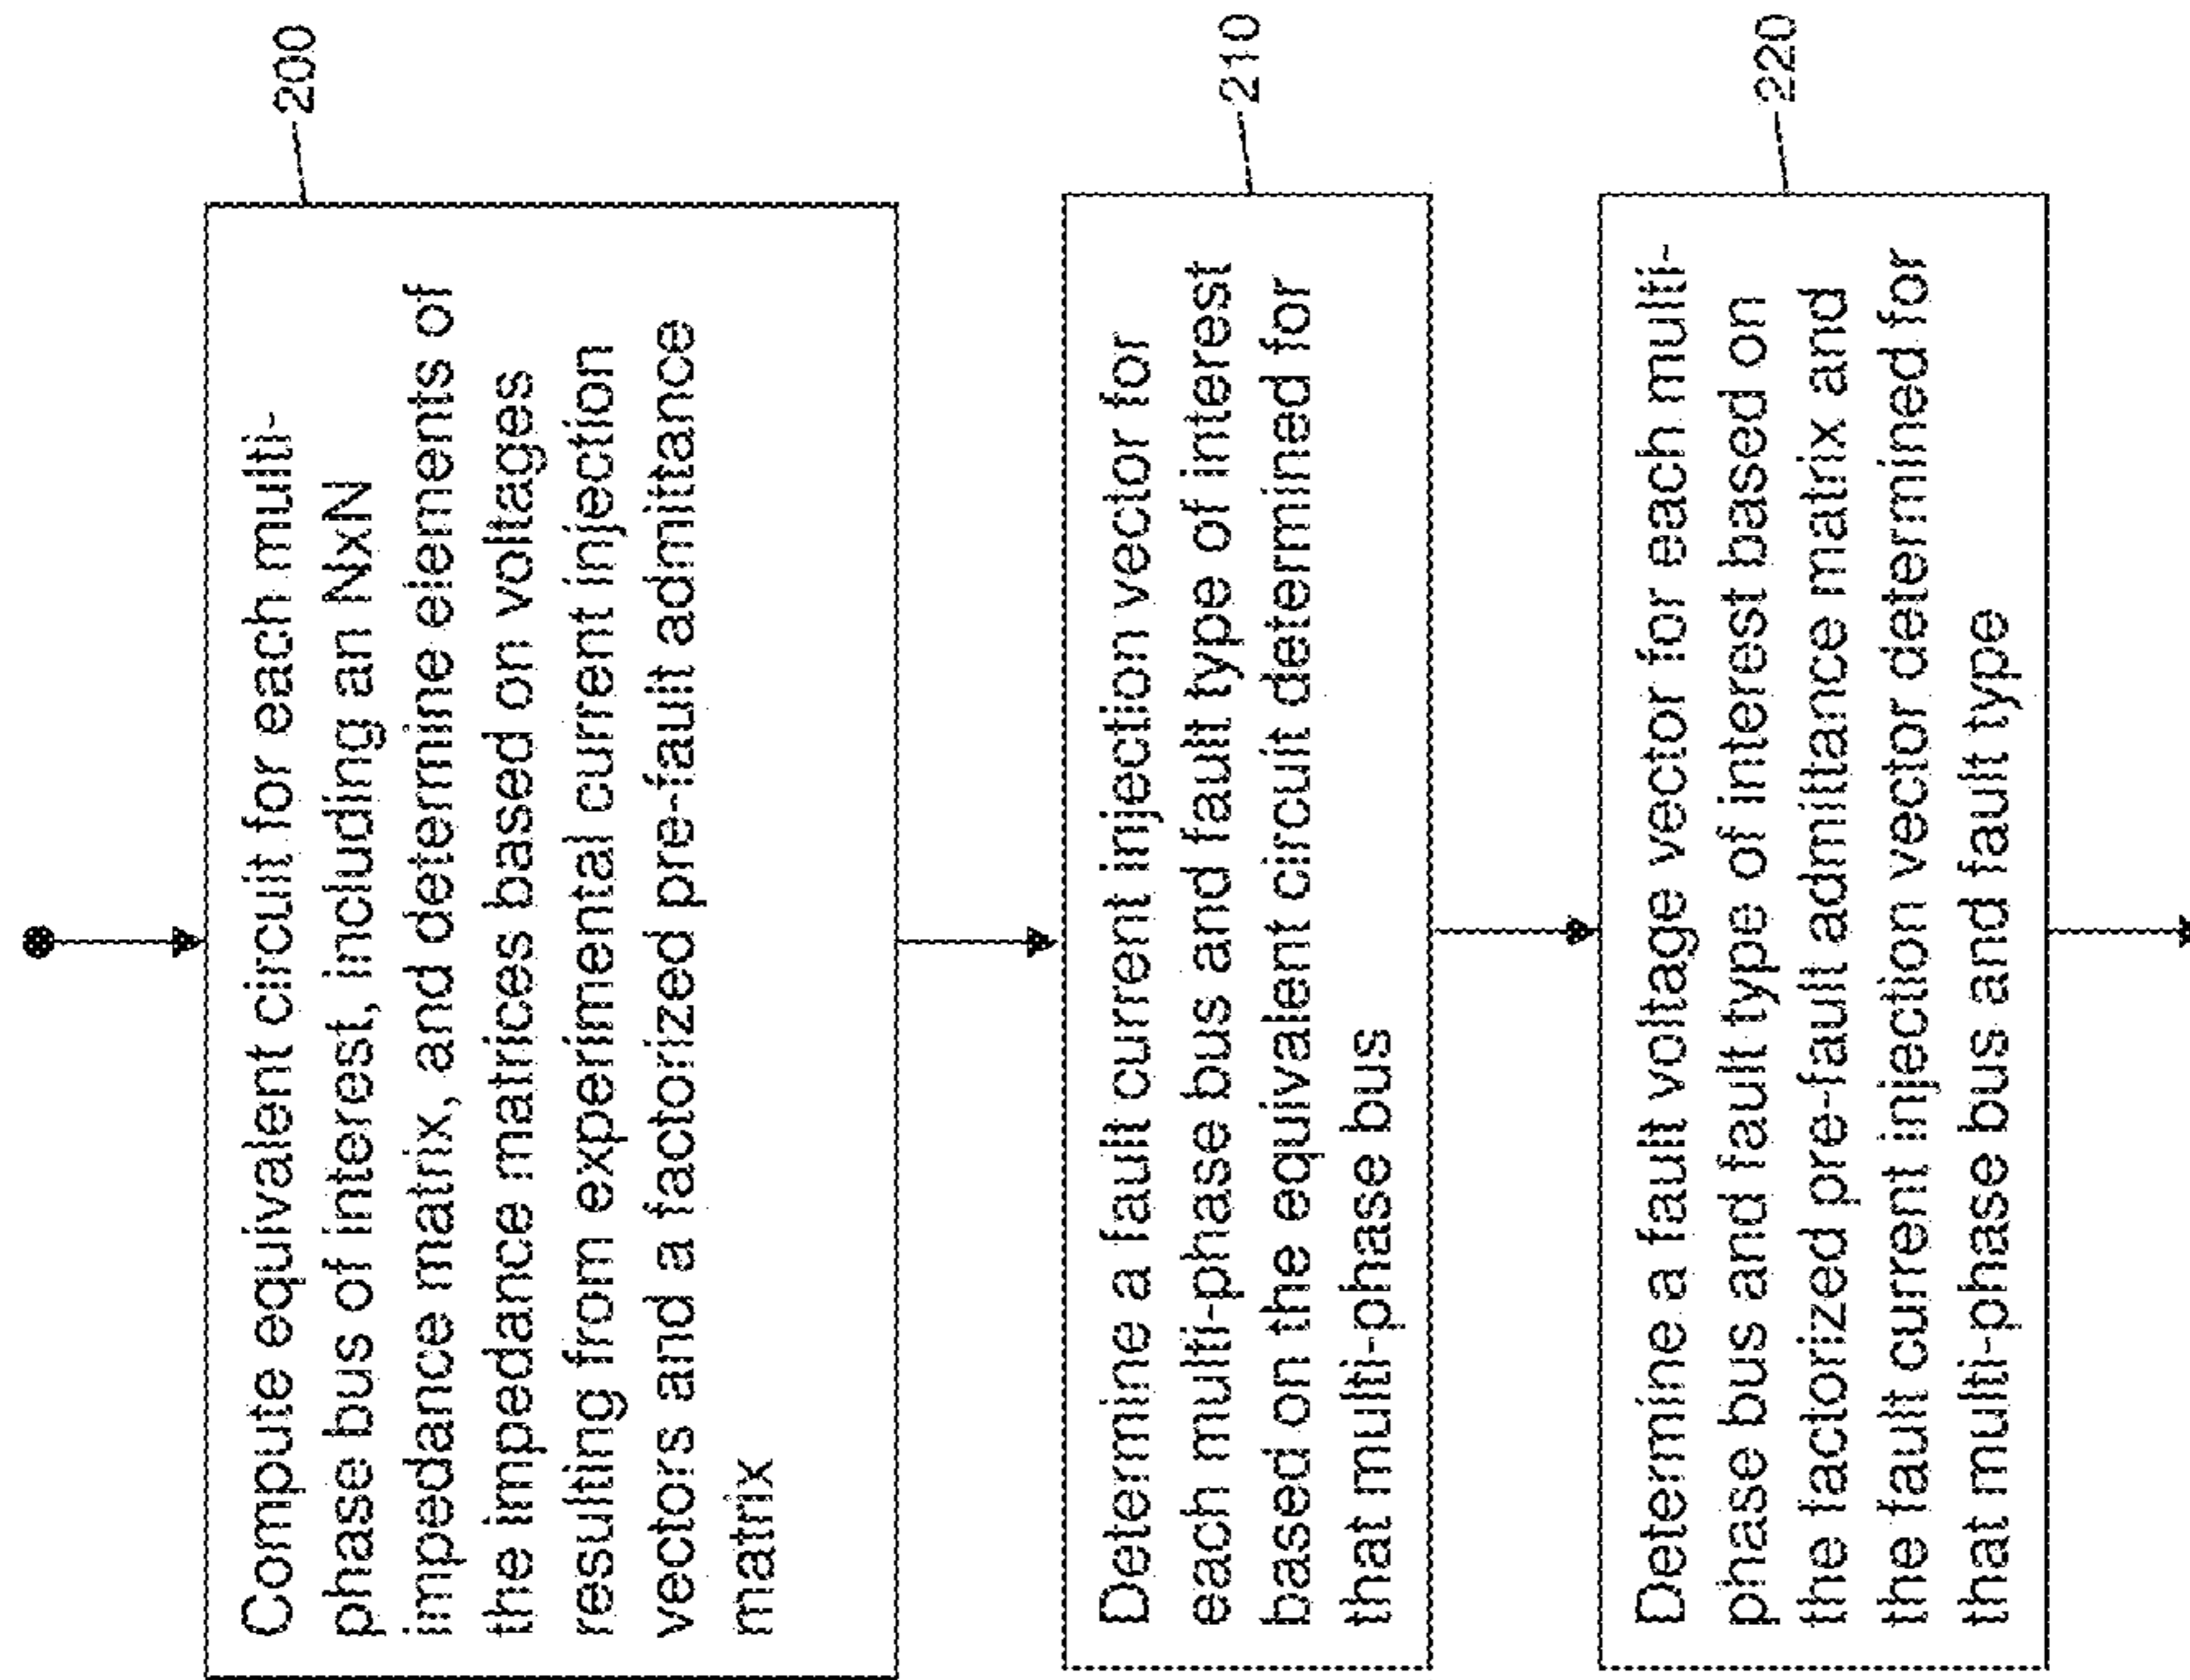 200
Compute equivalent circuit for each multi-
phase bus of interest, including an NxN
impedance matrix, and determine elements of
the impedance matrices based on voltages
resulting from experimental current injection
vectors and a factorized pre-fault admittance
matrix
210
Determine a fault current injection vector for
each multi-phase bus and fault type of interest
based on the equivalent circuit determined for
that multi-phase bus
220
Determine a fault voltage vector for each multi-
phase bus and fault type of interest based on
the factorized pre-fault admittance matrix and
the fault current injection vector determined for
that multi-phase bus and fault type